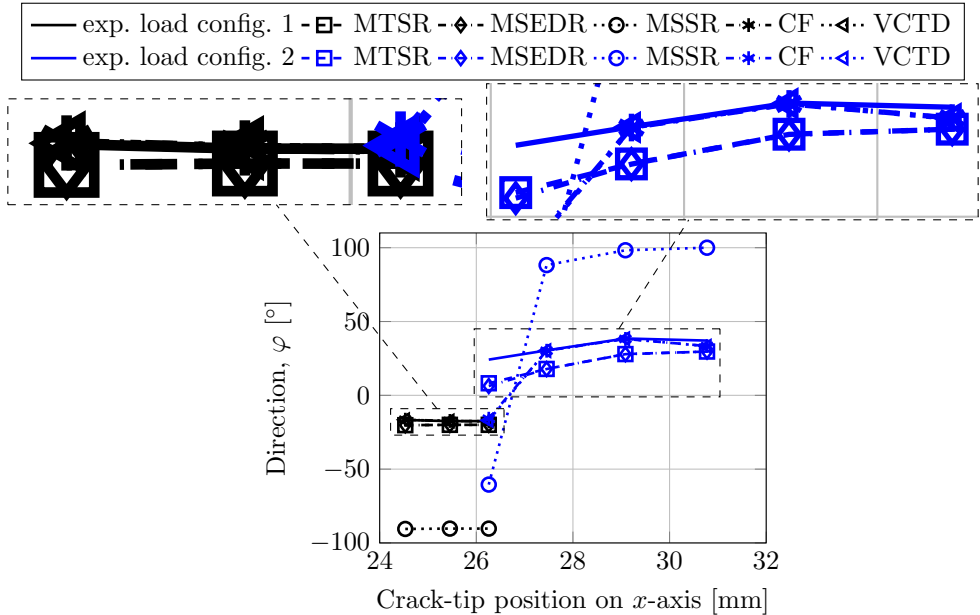 exp. load config. 1 MTSR MSEDR MSSR CF VCTD
exp. load config. 2 MTSR MSEDR MSSR CF VCTD
100
50
0
−50
−100
24 26 28 30 32
Direction, φ [°]
Crack-tip position on x-axis [mm]